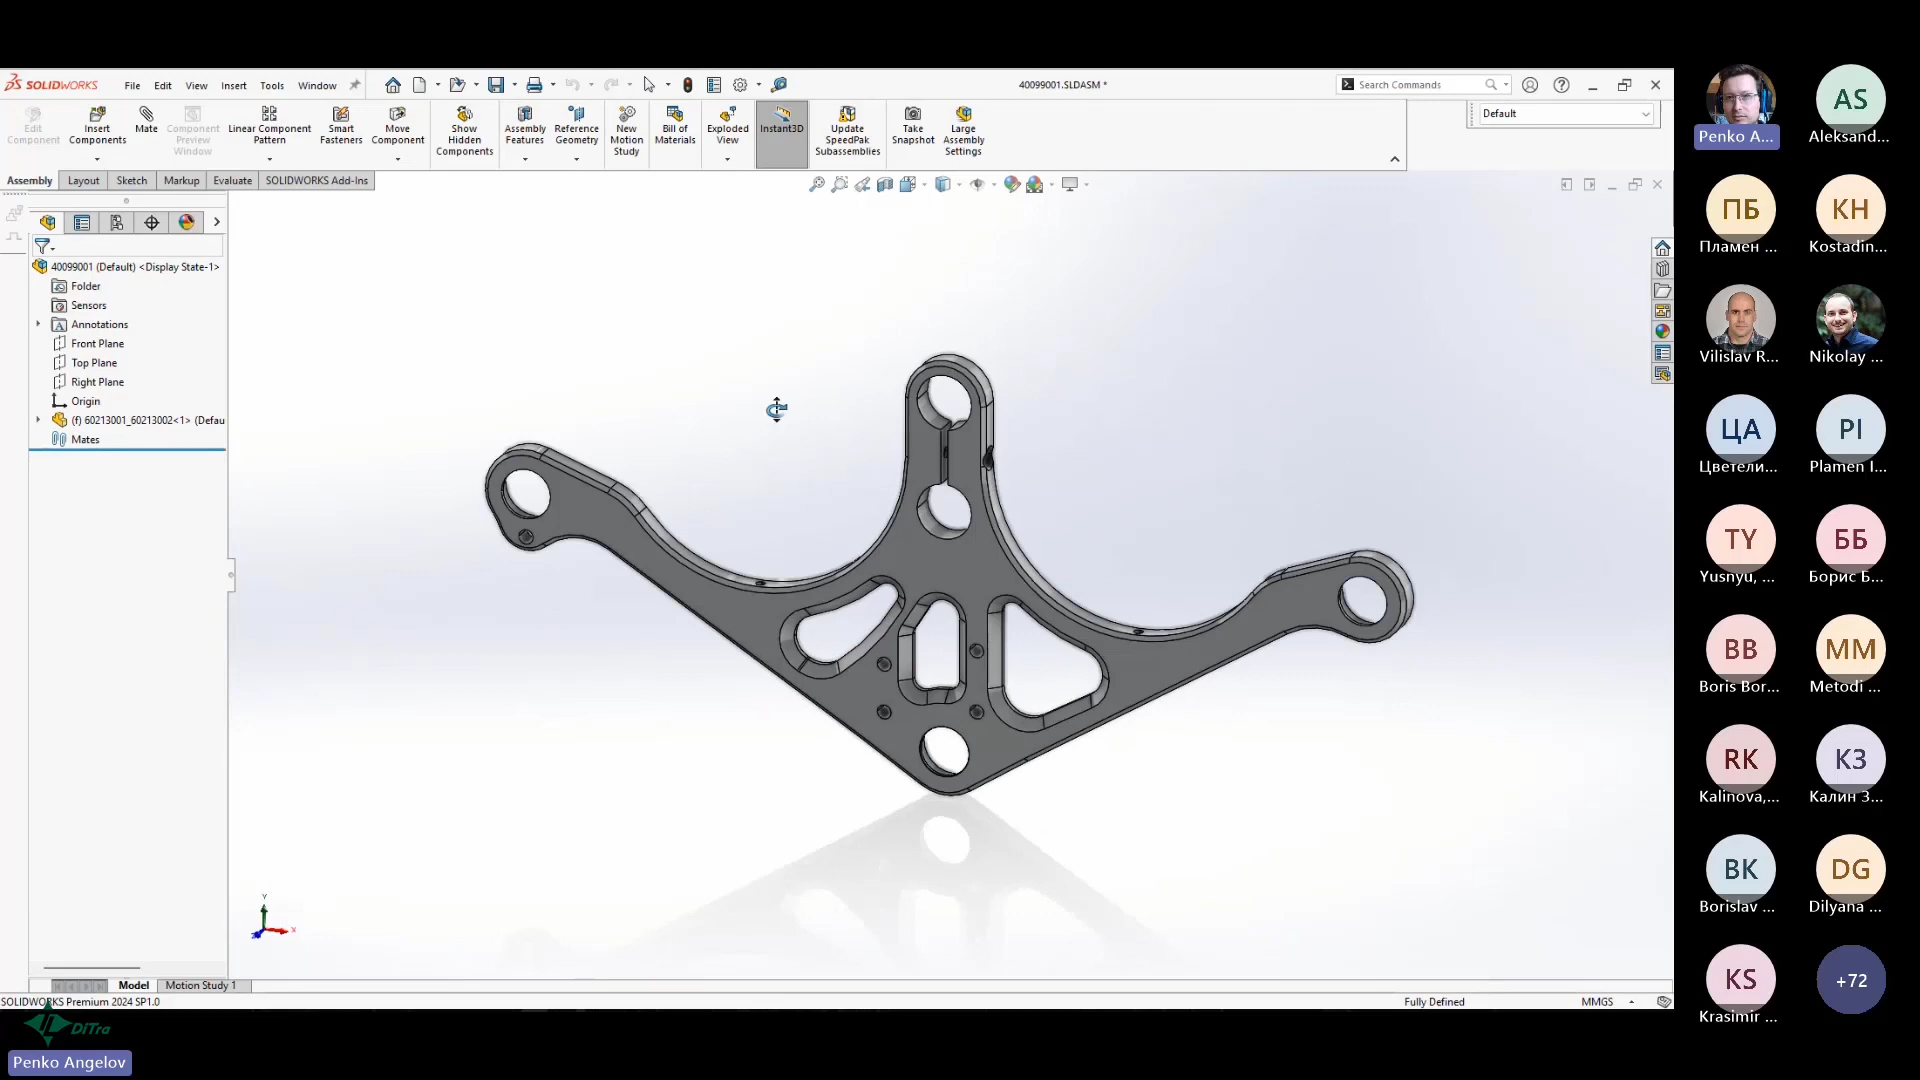 SOLIDWORKS
File Edit View Insert Tools Window
40099001.SLDASM *
Search Commands
Edit Component
Insert Components
Mate
Component Preview Window
Linear Component Pattern
Smart Fasteners
Move Component
Show Hidden Components
Assembly Features
Reference Geometry
New Motion Study
Bill of Materials
Exploded View
Instant3D
Update SpeedPak Subassemblies
Take Snapshot
Large Assembly Settings
Default
Assembly Layout Sketch Markup Evaluate SOLIDWORKS Add-Ins
40099001 (Default) <Display State-1>
Folder
Sensors
Annotations
Front Plane
Top Plane
Right Plane
Origin
(f) 60213001_60213002<1> (Defau
Mates
Y
X
Model Motion Study 1
SOLIDWORKS Premium 2024 SP1.0
Fully Defined
MMGS
DiTra
Penko Angelov
Penko A...
AS
Aleksand...
ПБ
Пламен ...
KH
Kostadin...
Vilislav R...
Nikolay ...
ЦА
Цветели...
PI
Plamen I...
TY
Yusnyu, ...
ББ
Борис Б...
BB
Boris Bor...
MM
Metodi ...
RK
Kalinova,...
КЗ
Калин З...
BK
Borislav ...
DG
Dilyana ...
KS
Krasimir ...
+72